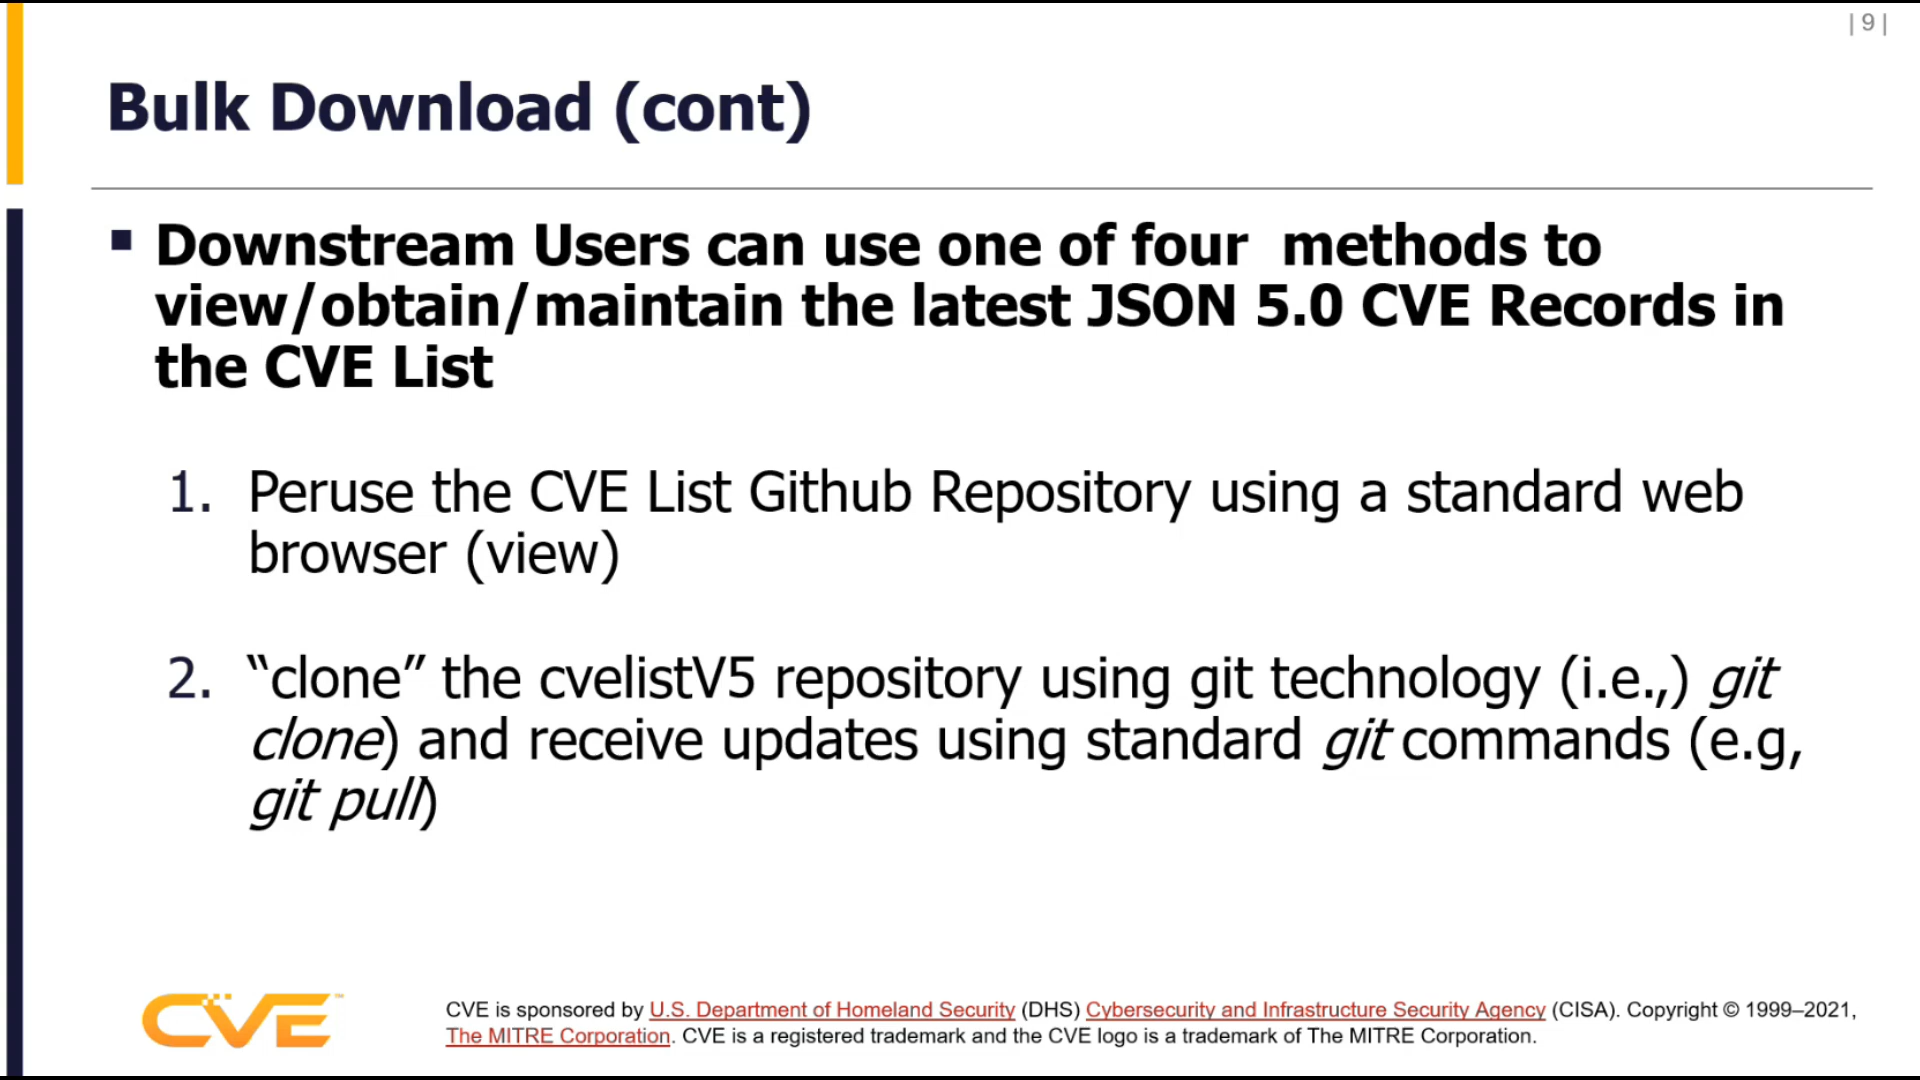 | 9 |
Bulk Download (cont)
▪ Downstream Users can use one of four  methods to
view/obtain/maintain the latest JSON 5.0 CVE Records in
the CVE List
1. Peruse the CVE List Github Repository using a standard web
browser (view)
2. “clone” the cvelistV5 repository using git technology (i.e.,) git
clone) and receive updates using standard git commands (e.g,
git pull)
CVE™
CVE is sponsored by U.S. Department of Homeland Security (DHS) Cybersecurity and Infrastructure Security Agency (CISA). Copyright © 1999–2021,
The MITRE Corporation. CVE is a registered trademark and the CVE logo is a trademark of The MITRE Corporation.